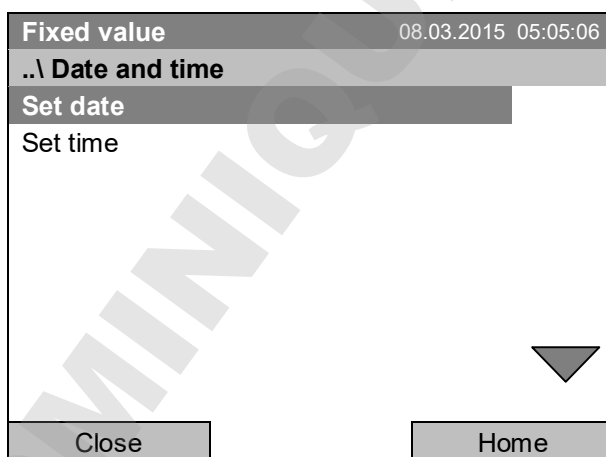 Fixed value 08.03.2015 05:05:06
..\ Date and time
Set date
Set time
Close Home